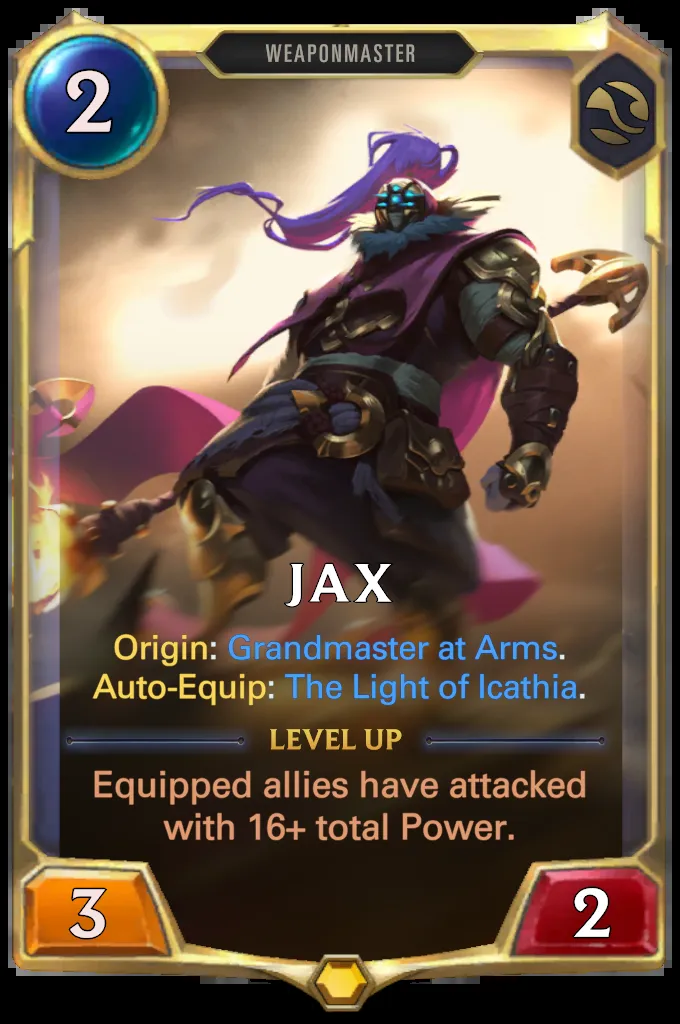 WEAPONMASTER
2
JAX
Origin: Grandmaster at Arms.
Auto-Equip: The Light of Icathia.
LEVEL UP
Equipped allies have attacked
with 16+ total Power.
3
2